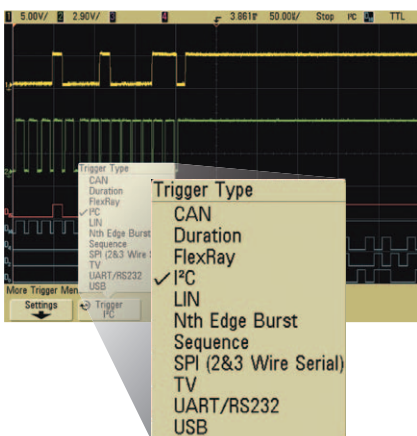 1 5.00V/ 2 2.90V/ 3 4 3.861 50.00 Stop I²C TTL
Trigger Type
CAN
Duration
FlexRay
✓ I²C
LIN
Nth Edge Burst
Sequence
SPI (2&3 Wire
TV
UART/RS232
USB
More Trigger Men
Settings
Trigger
I²C
Trigger Type
CAN
Duration
FlexRay
✓ I²C
LIN
Nth Edge Burst
Sequence
SPI (2&3 Wire Serial)
TV
UART/RS232
USB